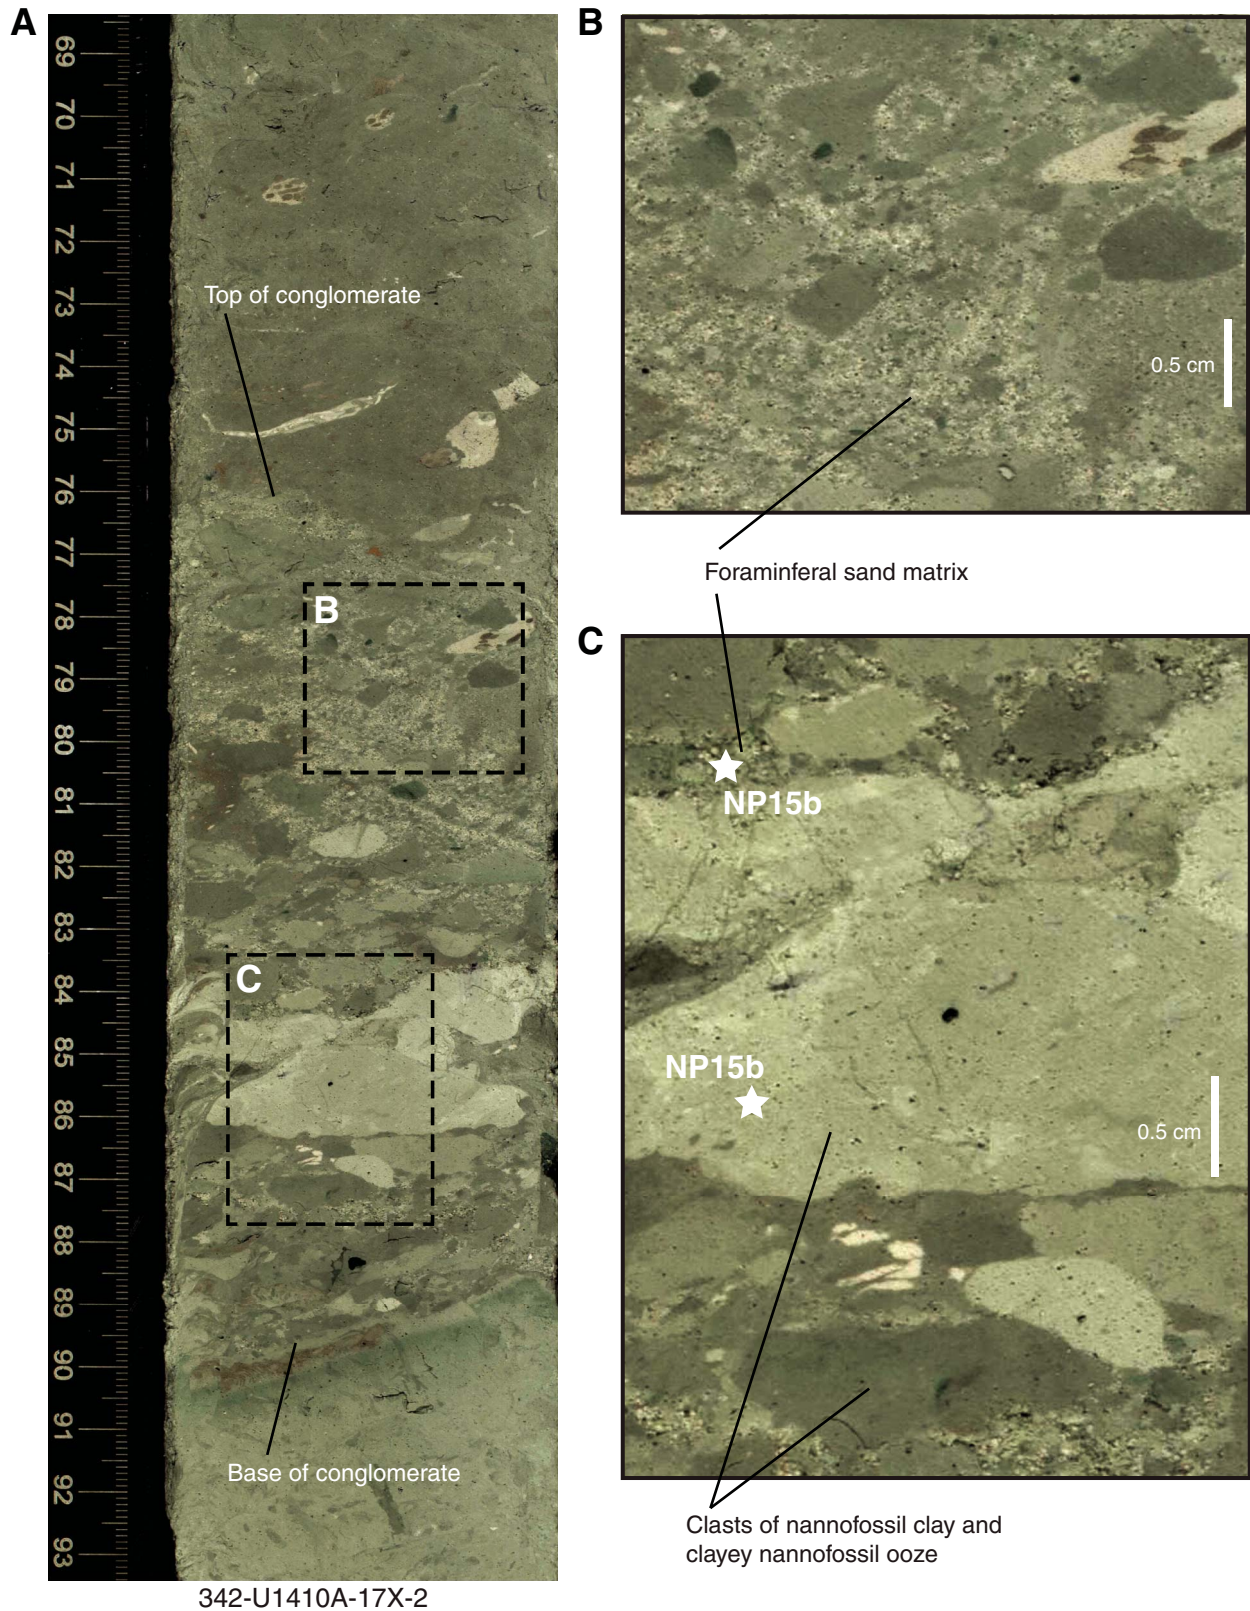 A
69
70
71
72
Top of conglomerate
73
74
75
76
77
B
78
79
80
81
82
83
C
84
85
86
87
88
89
90
91
Base of conglomerate
92
93
342-U1410A-17X-2
B
0.5 cm
Foraminferal sand matrix
C
NP15b
NP15b
0.5 cm
Clasts of nannofossil clay and
clayey nannofossil ooze